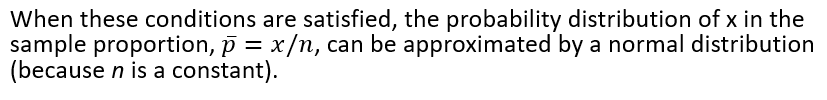 When these conditions are satisfied, the probability distribution of x in the
sample proportion, p̅ = x/n, can be approximated by a normal distribution
(because n is a constant).